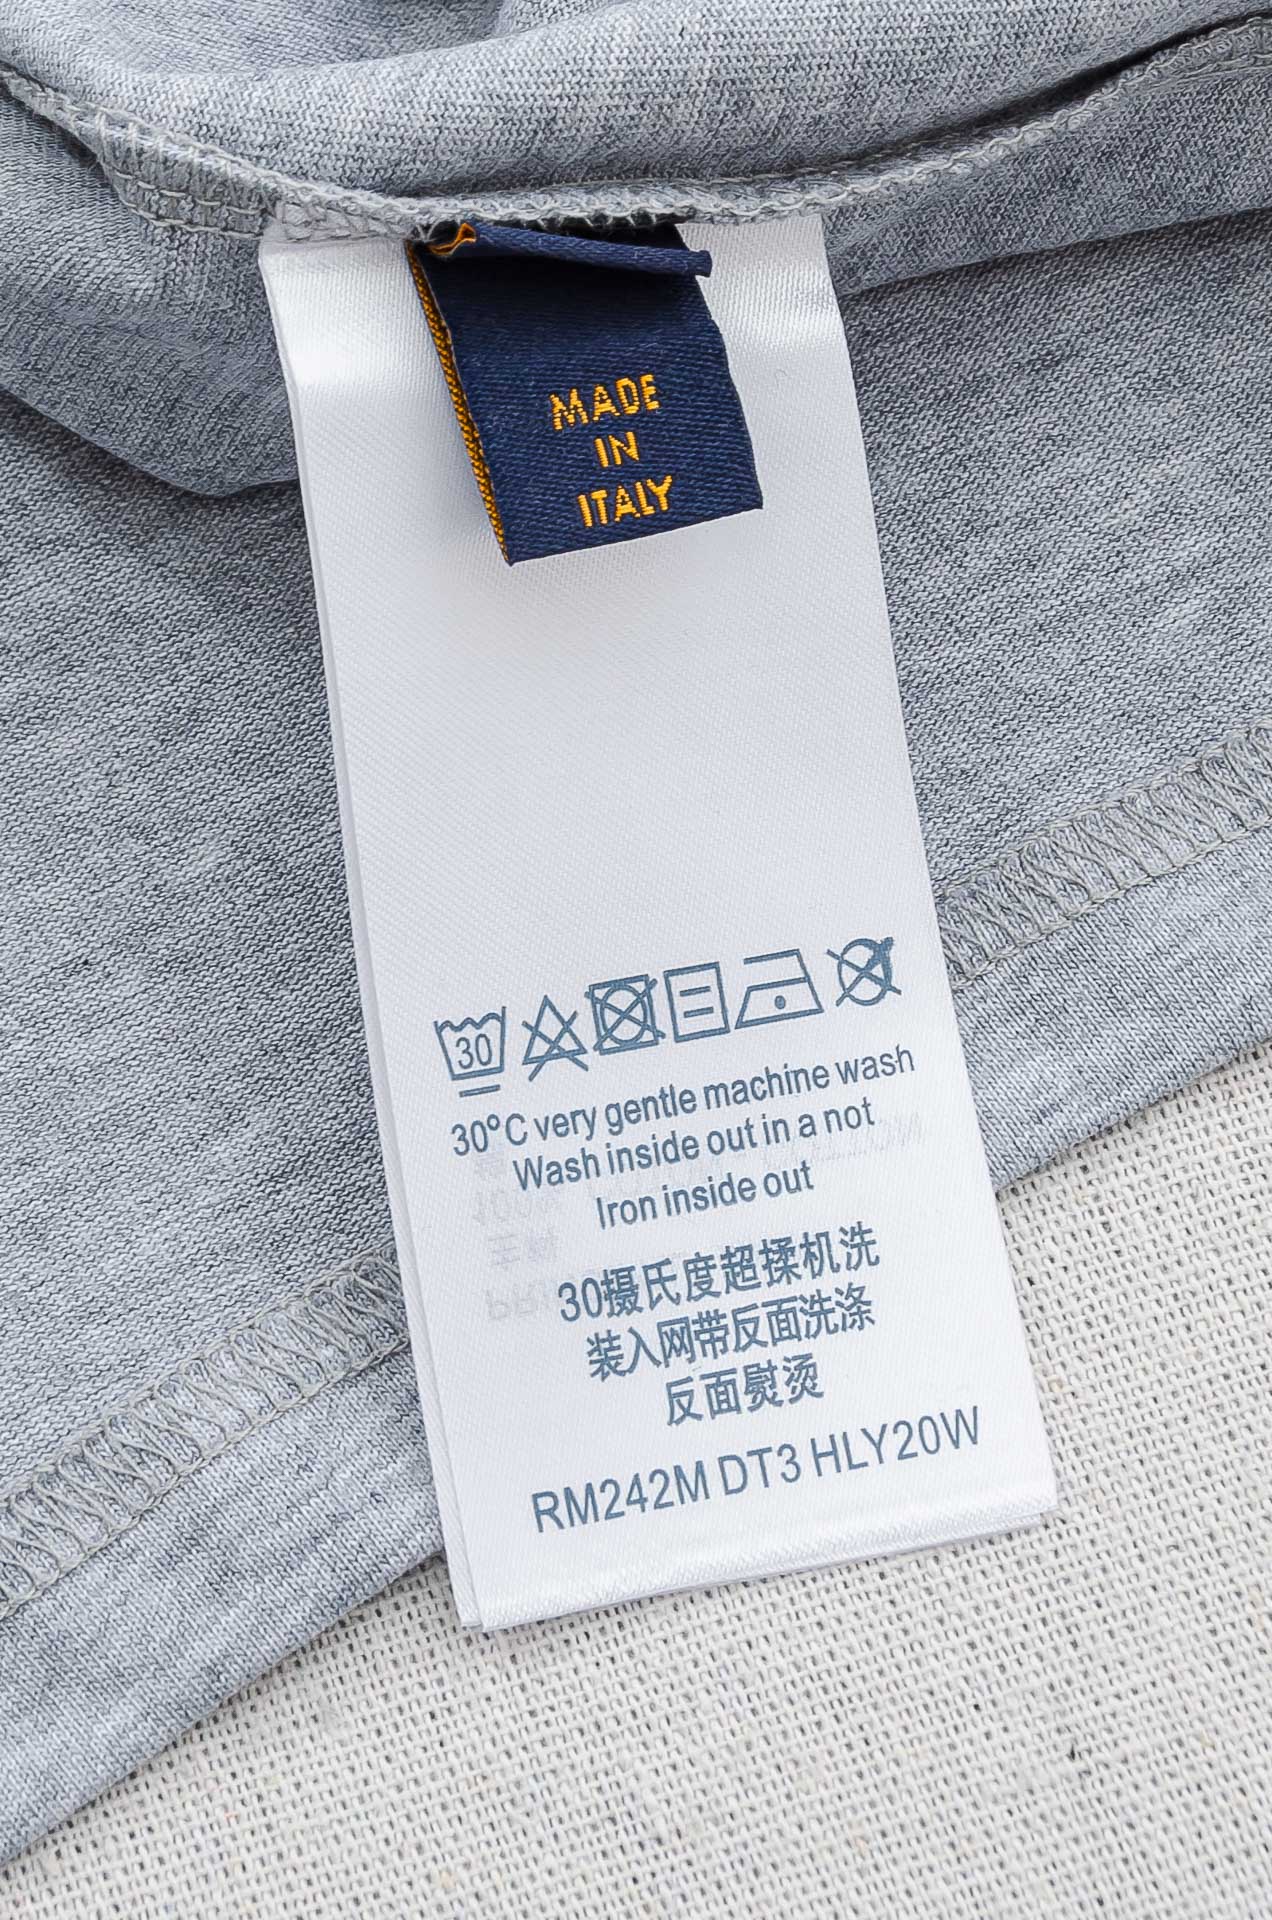 MADE
IN
ITALY
30
30°C very gentle machine wash
Wash inside out in a not
Iron inside out
30摄氏度超揉机洗
装入网带反面洗涤
反面熨烫
RM242M DT3 HLY20W